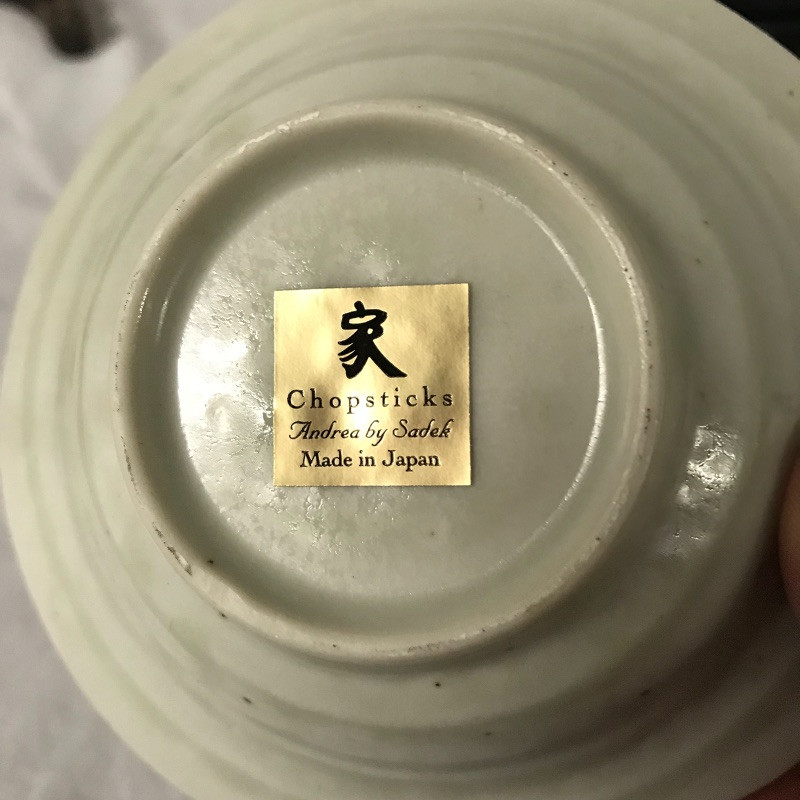 家
Chopsticks
Andrea by Sadek
Made in Japan